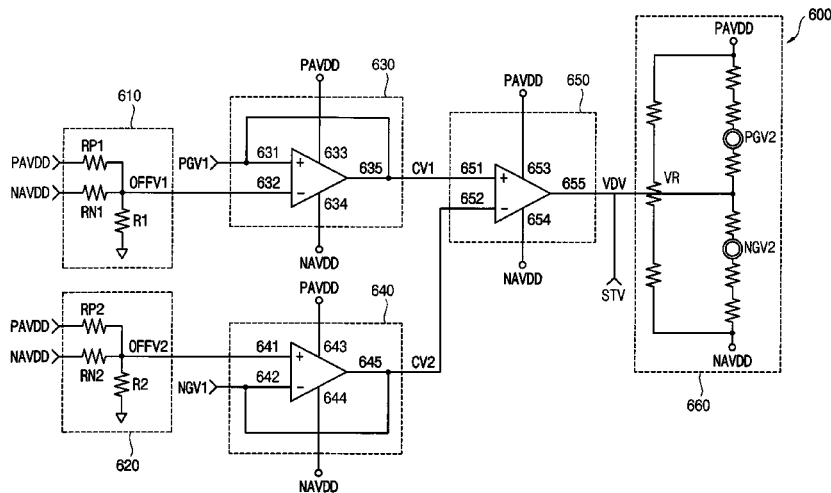 600
PAVDD
630
PAVDD
650
610
PAVDD
RP1
PGV1
631
633
PGV2
PAVDD
OFFV1
635
CV1
651
653
NAVDD
632
652
655
VDV
VR
RN1
R1
634
654
NGV2
NAVDD
NAVDD
STV
PAVDD
640
PAVDD
RP2
OFFV2
641
643
NAVDD
642
645
CV2
NAVDD
RN2
R2
NGV1
644
660
620
NAVDD